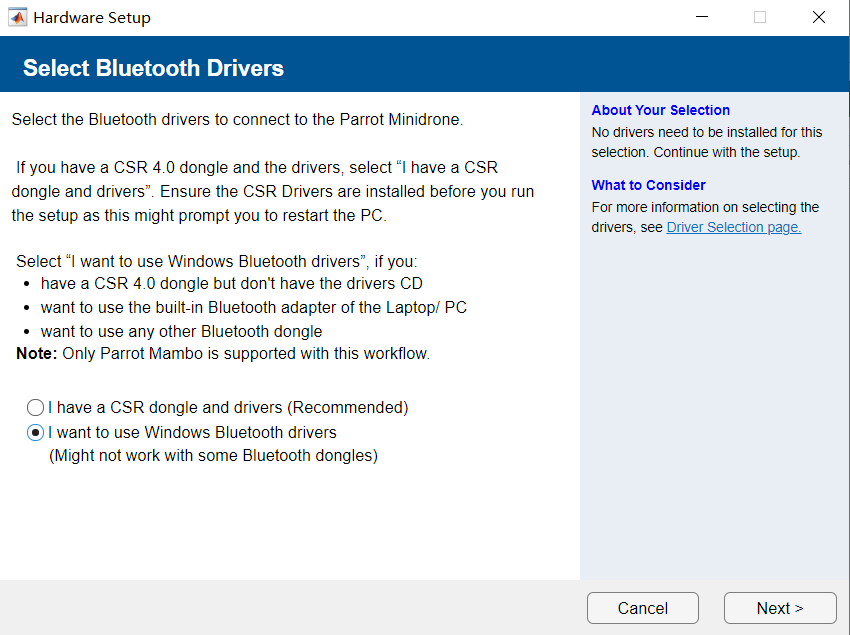 Hardware Setup
Select Bluetooth Drivers
Select the Bluetooth drivers to connect to the Parrot Minidrone.
If you have a CSR 4.0 dongle and the drivers, select “I have a CSR
dongle and drivers”. Ensure the CSR Drivers are installed before you run
the setup as this might prompt you to restart the PC.
Select “I want to use Windows Bluetooth drivers”, if you:
• have a CSR 4.0 dongle but don't have the drivers CD
• want to use the built-in Bluetooth adapter of the Laptop/ PC
• want to use any other Bluetooth dongle
Note: Only Parrot Mambo is supported with this workflow.
I have a CSR dongle and drivers (Recommended)
I want to use Windows Bluetooth drivers
(Might not work with some Bluetooth dongles)
About Your Selection
No drivers need to be installed for this
selection. Continue with the setup.
What to Consider
For more information on selecting the
drivers, see Driver Selection page.
Cancel
Next >